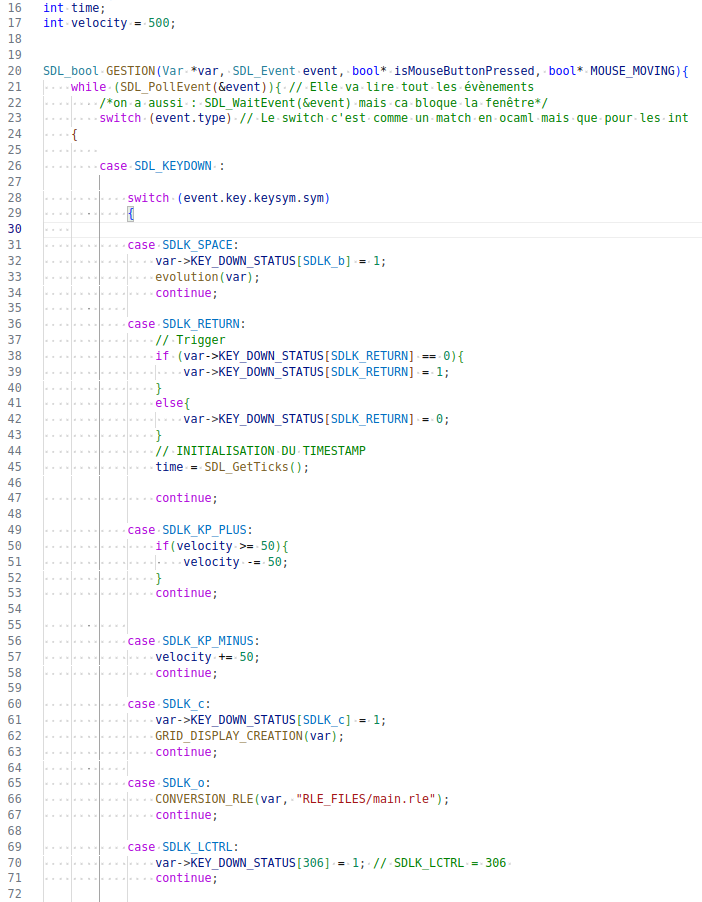 16 int time;
17 int velocity = 500;
18
19
20 SDL_bool GESTION(Var *var, SDL_Event event, bool* isMouseButtonPressed, bool* MOUSE_MOVING){
21 while (SDL_PollEvent(&event)){ // Elle va lire tout les évènements
22 /*on a aussi : SDL_WaitEvent(&event) mais ca bloque la fenêtre*/
23 switch (event.type) // Le switch c'est comme un match en ocaml mais que pour les int
24 {
25
26 case SDL_KEYDOWN :
27
28 switch (event.key.keysym.sym)
29 {
30
31 case SDLK_SPACE:
32 var->KEY_DOWN_STATUS[SDLK_b] = 1;
33 evolution(var);
34 continue;
35
36 case SDLK_RETURN:
37 // Trigger
38 if (var->KEY_DOWN_STATUS[SDLK_RETURN] == 0){
39 var->KEY_DOWN_STATUS[SDLK_RETURN] = 1;
40 }
41 else{
42 var->KEY_DOWN_STATUS[SDLK_RETURN] = 0;
43 }
44 // INITIALISATION DU TIMESTAMP
45 time = SDL_GetTicks();
46
47 continue;
48
49 case SDLK_KP_PLUS:
50 if(velocity >= 50){
51 velocity -= 50;
52 }
53 continue;
54
55
56 case SDLK_KP_MINUS:
57 velocity += 50;
58 continue;
59
60 case SDLK_c:
61 var->KEY_DOWN_STATUS[SDLK_c] = 1;
62 GRID_DISPLAY_CREATION(var);
63 continue;
64
65 case SDLK_o:
66 CONVERSION_RLE(var, "RLE_FILES/main.rle");
67 continue;
68
69 case SDLK_LCTRL:
70 var->KEY_DOWN_STATUS[306] = 1; // SDLK_LCTRL = 306
71 continue;
72